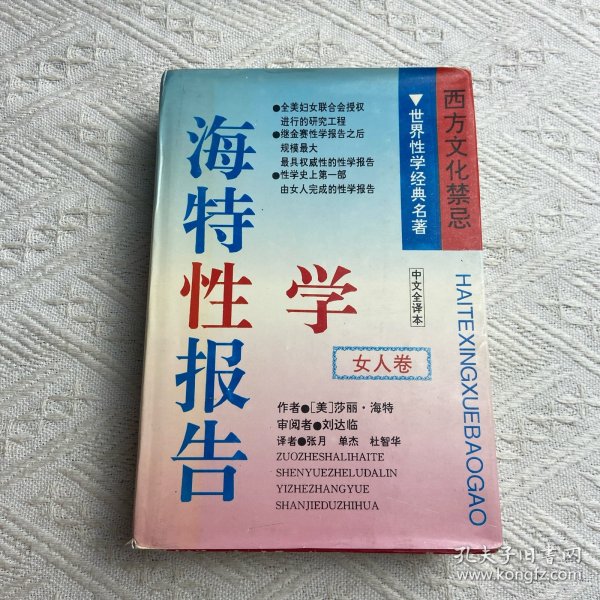 西方文化禁忌
▼世界性学经典名著
中文全译本
●全美妇女联合会授权
进行的研究工程
●继金赛性学报告之后
规模最大
最具权威性的性学报告
●性学史上第一部
由女人完成的性学报告
海特性学报告
女人卷
HAITEXINGXUEBAOGAO
作者●[美]莎丽·海特
审阅者●刘达临
译者●张月 单杰 杜智华
ZUOZHESHALIHAITE
SHENYUEZHELUDALIN
YIZHEZHANGYUE
SHANJIEDUZHIHUA
孔夫子旧书网
www.kongfz.com